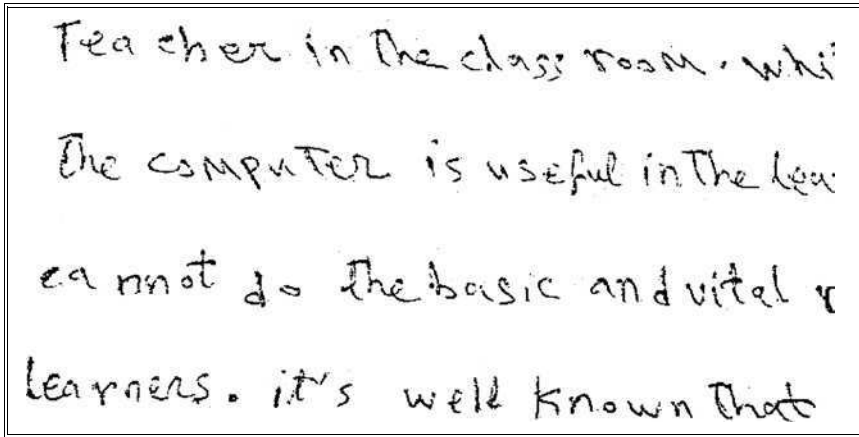 Teacher in the class room. whi
The computer is useful in the lea
cannot do the basic and vital r
learners. it's well known that